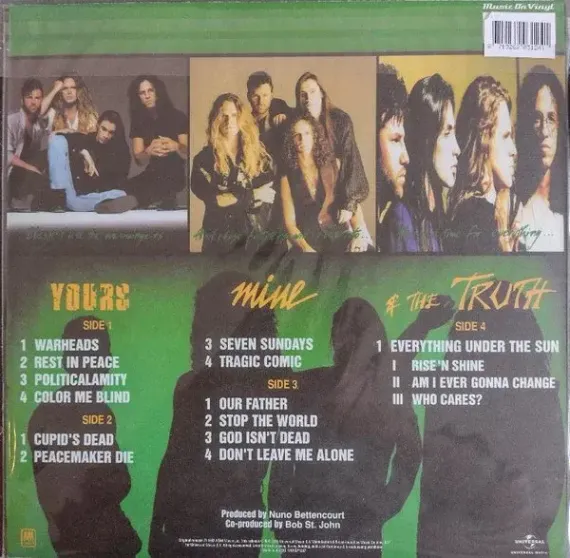 Music On Vinyl
YOURS
SIDE 1
1 WARHEADS
2 REST IN PEACE
3 POLITICALAMITY
4 COLOR ME BLIND
SIDE 2
1 CUPID'S DEAD
2 PEACEMAKER DIE
mine
3 SEVEN SUNDAYS
4 TRAGIC COMIC
SIDE 3
1 OUR FATHER
2 STOP THE WORLD
3 GOD ISN'T DEAD
4 DON'T LEAVE ME ALONE
& THE TRUTH
SIDE 4
1 EVERYTHING UNDER THE SUN
I RISE'N SHINE
II AM I EVER GONNA CHANGE
III WHO CARES?
Produced by Nuno Bettencourt
Co-produced by Bob St. John
A&M
UNIVERSAL